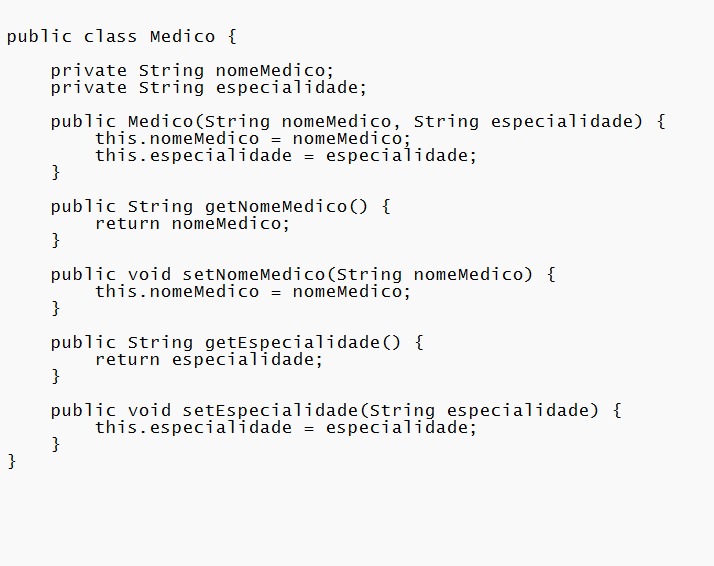 public class Medico {
private String nomeMedico;
private String especialidade;
public Medico(String nomeMedico, String especialidade) {
this.nomeMedico = nomeMedico;
this.especialidade = especialidade;
}
public String getNomeMedico() {
return nomeMedico;
}
public void setNomeMedico(String nomeMedico) {
this.nomeMedico = nomeMedico;
}
public String getEspecialidade() {
return especialidade;
}
public void setEspecialidade(String especialidade) {
this.especialidade = especialidade;
}
}